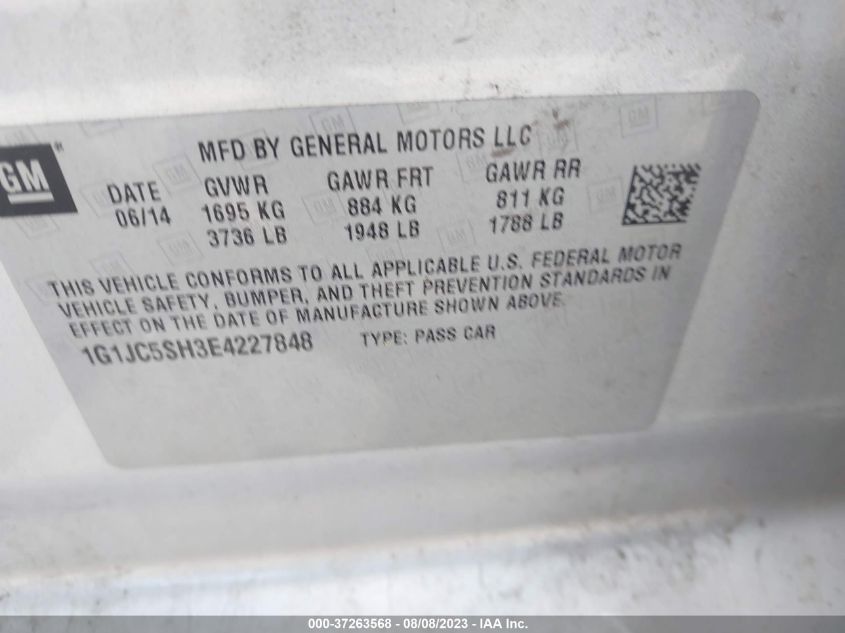 GM
MFD BY GENERAL MOTORS LLC
DATE GVWR GAWR FRT GAWR RR
06/14 1695 KG 884 KG 811 KG
3736 LB 1948 LB 1788 LB
THIS VEHICLE CONFORMS TO ALL APPLICABLE U.S. FEDERAL MOTOR
VEHICLE SAFETY, BUMPER, AND THEFT PREVENTION STANDARDS IN
EFFECT ON THE DATE OF MANUFACTURE SHOWN ABOVE.
1G1JC5SH3E4227848 TYPE: PASS CAR
000-37263568 - 08/08/2023 - IAA Inc.